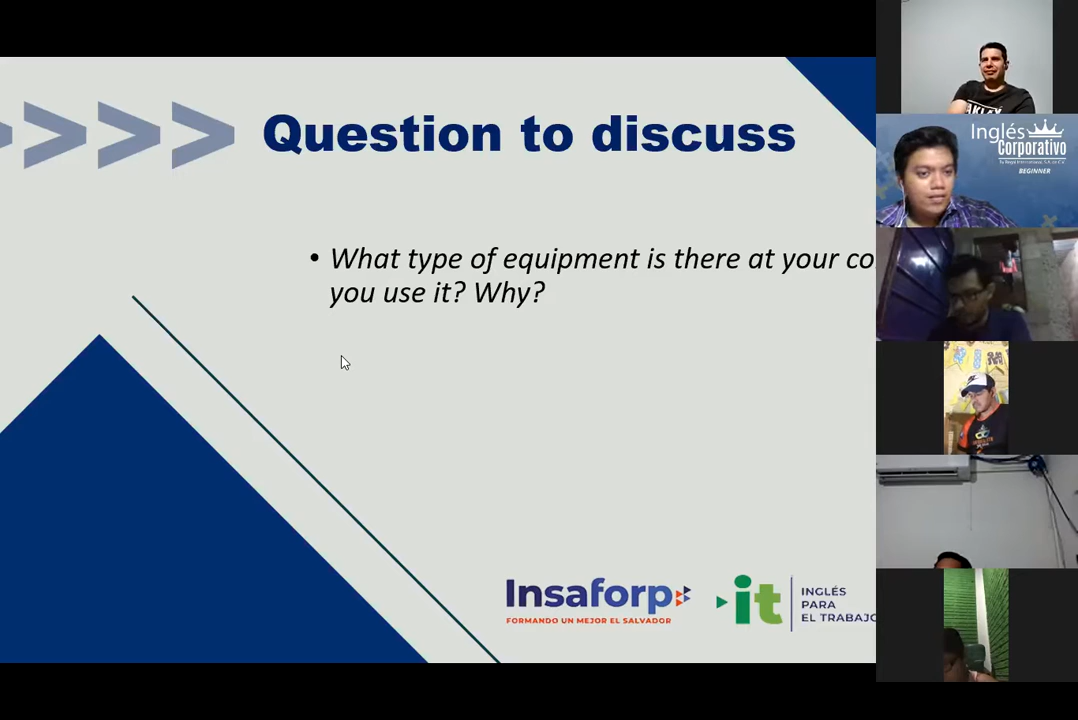 Question to discuss
• What type of equipment is there at your co
you use it? Why?
Insaforp
FORMANDO UN MEJOR EL SALVADOR
it
INGLÉS
PARA
EL TRABAJO
Inglés
Corporativo
BEGINNER